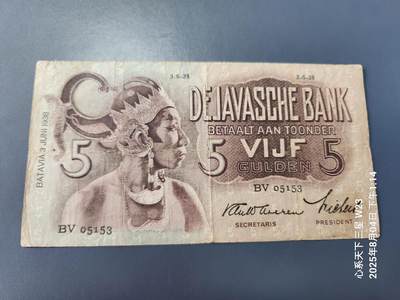 3-6-38
3-6-38
DE JAVASCHE BANK
BETAALT AAN TOONDER
5
5 VIJF 5
GULDEN
BV 05153
BV 05153
SECRETARIS
PRESIDENT
BATAVIA 3 JUNI 1938
心系天下三星 W23
2025年8月04日 下午 1:14